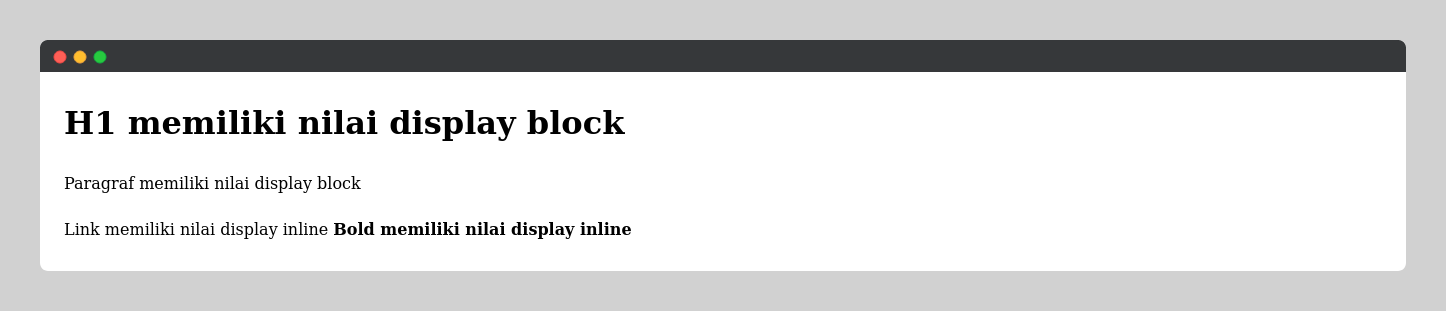 H1 memiliki nilai display block
Paragraf memiliki nilai display block
Link memiliki nilai display inline Bold memiliki nilai display inline